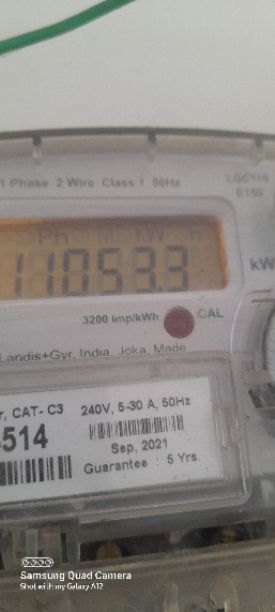 1 Phase 2 Wire Class 1 50Hz
LGC110
E150
11053.3
kW
3200 imp/kWh
CAL
Landis+Gyr, India, Joka, Made
r, CAT- C3 240V, 5-30 A, 50Hz
514
Sep, 2021
Guarantee : 5 Yrs.
Samsung Quad Camera
Shot with my Galaxy A12